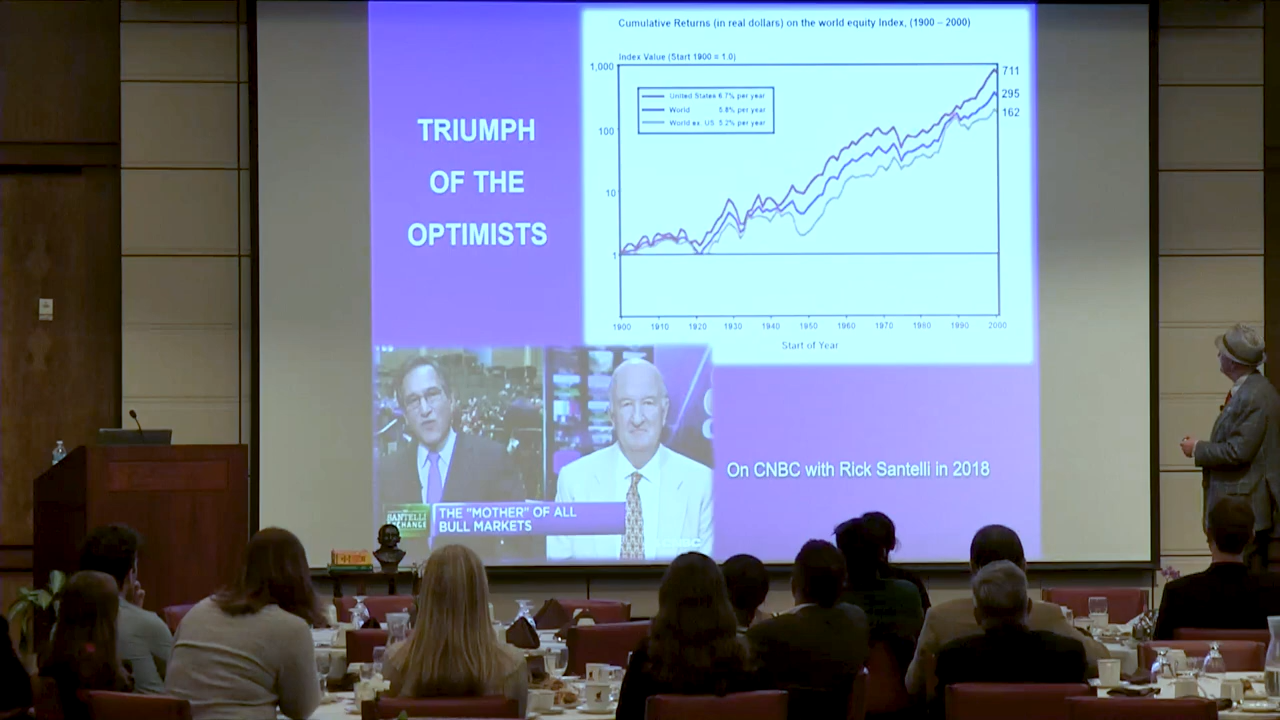 Cumulative Returns (in real dollars) on the world equity Index, (1900 – 2000)
Index Value (Start 1900 = 1.0)
1,000
100
10
1
United States 6.7% per year
World 5.8% per year
World ex. US 5.2% per year
711
295
162
1900 1910 1920 1930 1940 1950 1960 1970 1980 1990 2000
Start of Year
TRIUMPH
OF THE
OPTIMISTS
SANTELLI
EXCHANGE
THE "MOTHER" OF ALL
BULL MARKETS
On CNBC with Rick Santelli in 2018